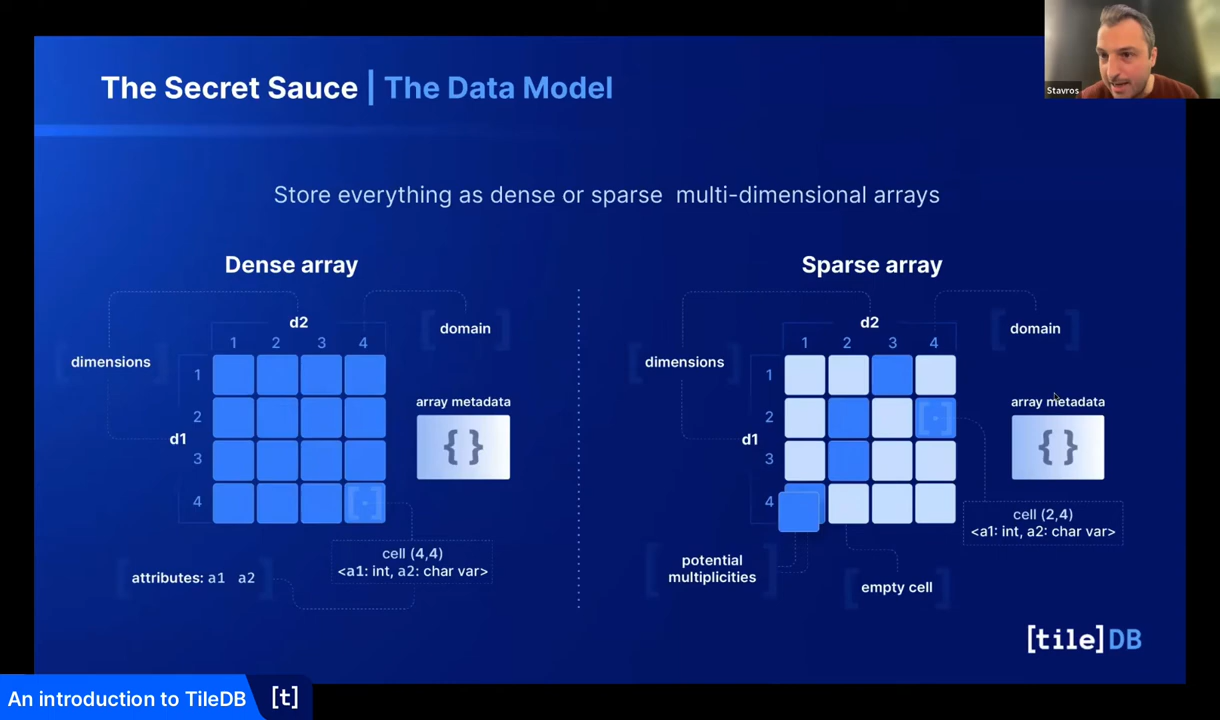 Stavros
The Secret Sauce | The Data Model
Store everything as dense or sparse multi-dimensional arrays
Dense array
d2
1 2 3 4
domain
dimensions
1
2
d1
3
4
array metadata
{ }
[·]
cell (4,4)
<a1: int, a2: char var>
attributes: a1 a2
Sparse array
d2
1 2 3 4
domain
dimensions
1
2
d1
3
4
[·]
array metadata
{ }
cell (2,4)
<a1: int, a2: char var>
potential
multiplicities
empty cell
[tile]DB
An introduction to TileDB [t]